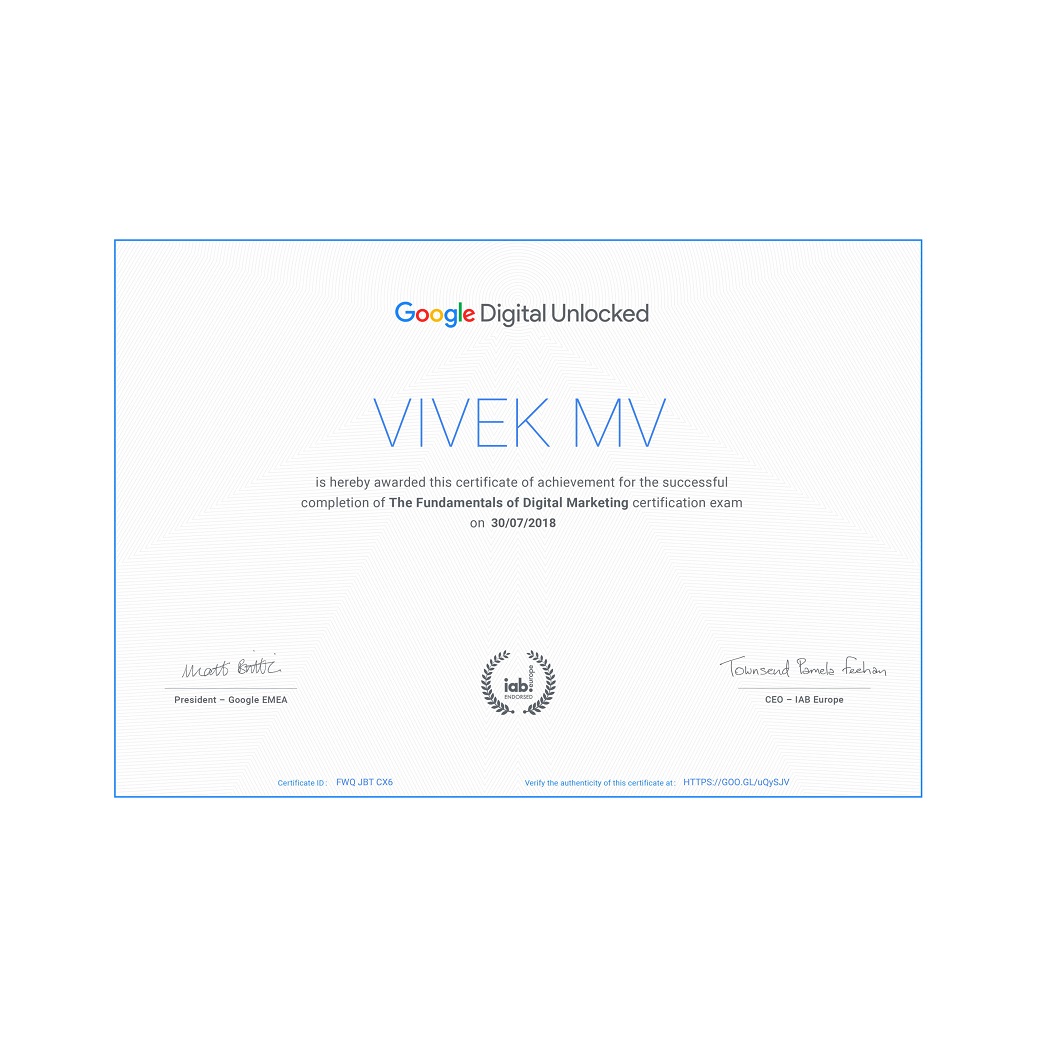 Google Digital Unlocked
VIVEK MV
is hereby awarded this certificate of achievement for the successful
completion of The Fundamentals of Digital Marketing certification exam
on 30/07/2018
Matt Brittin
Townsend Pamela Feehan
iab.europe
ENDORSED
President – Google EMEA
CEO – IAB Europe
Certificate ID : FWQ JBT CX6
Verify the authenticity of this certificate at : HTTPS://GOO.GL/uQySJV